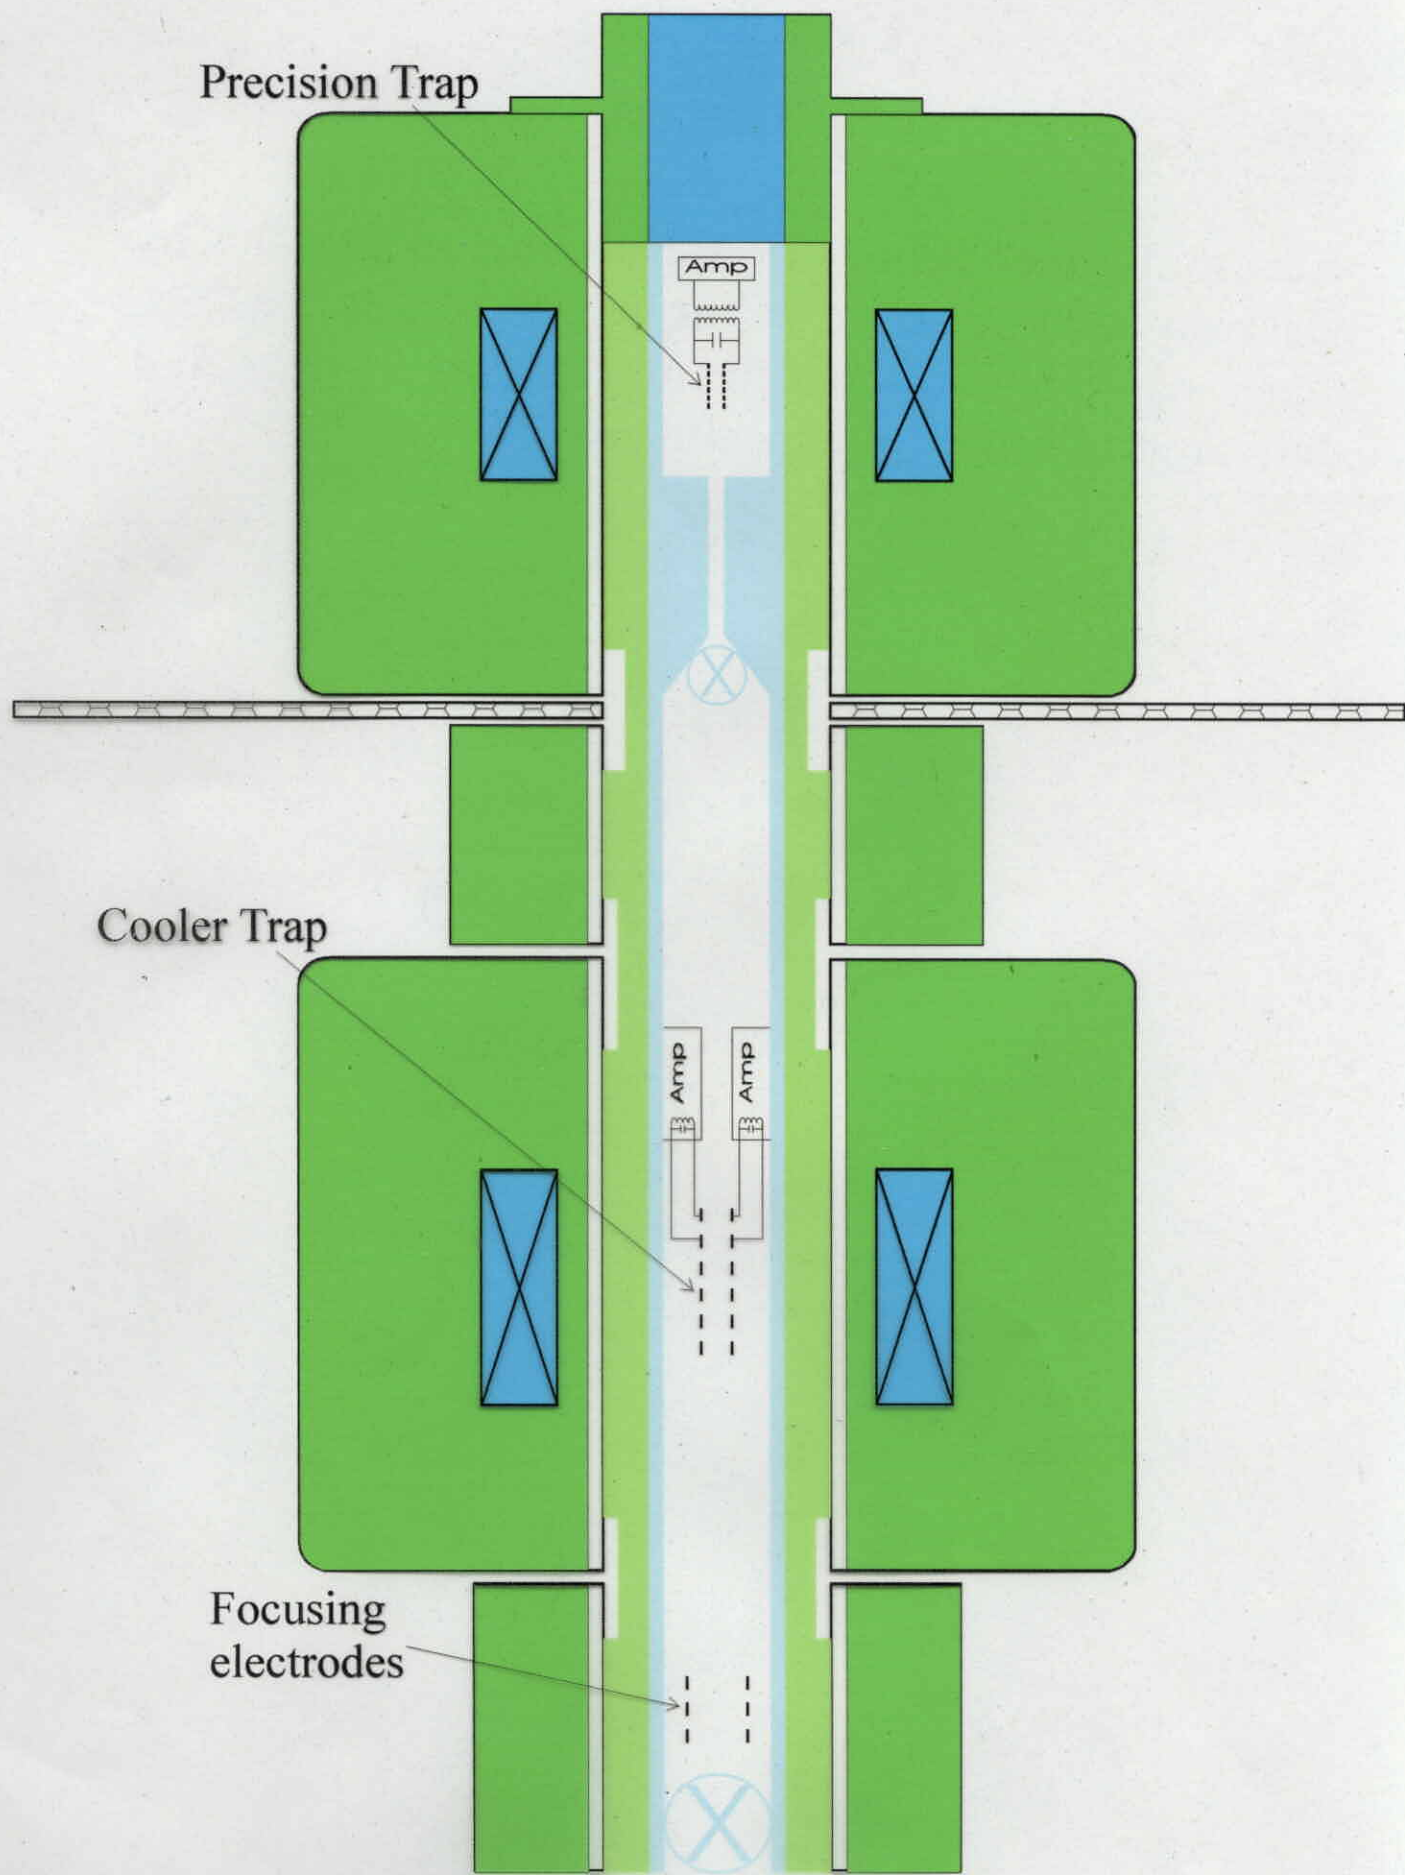 Precision Trap
Amp
Cooler Trap
Amp
Amp
Focusing
electrodes